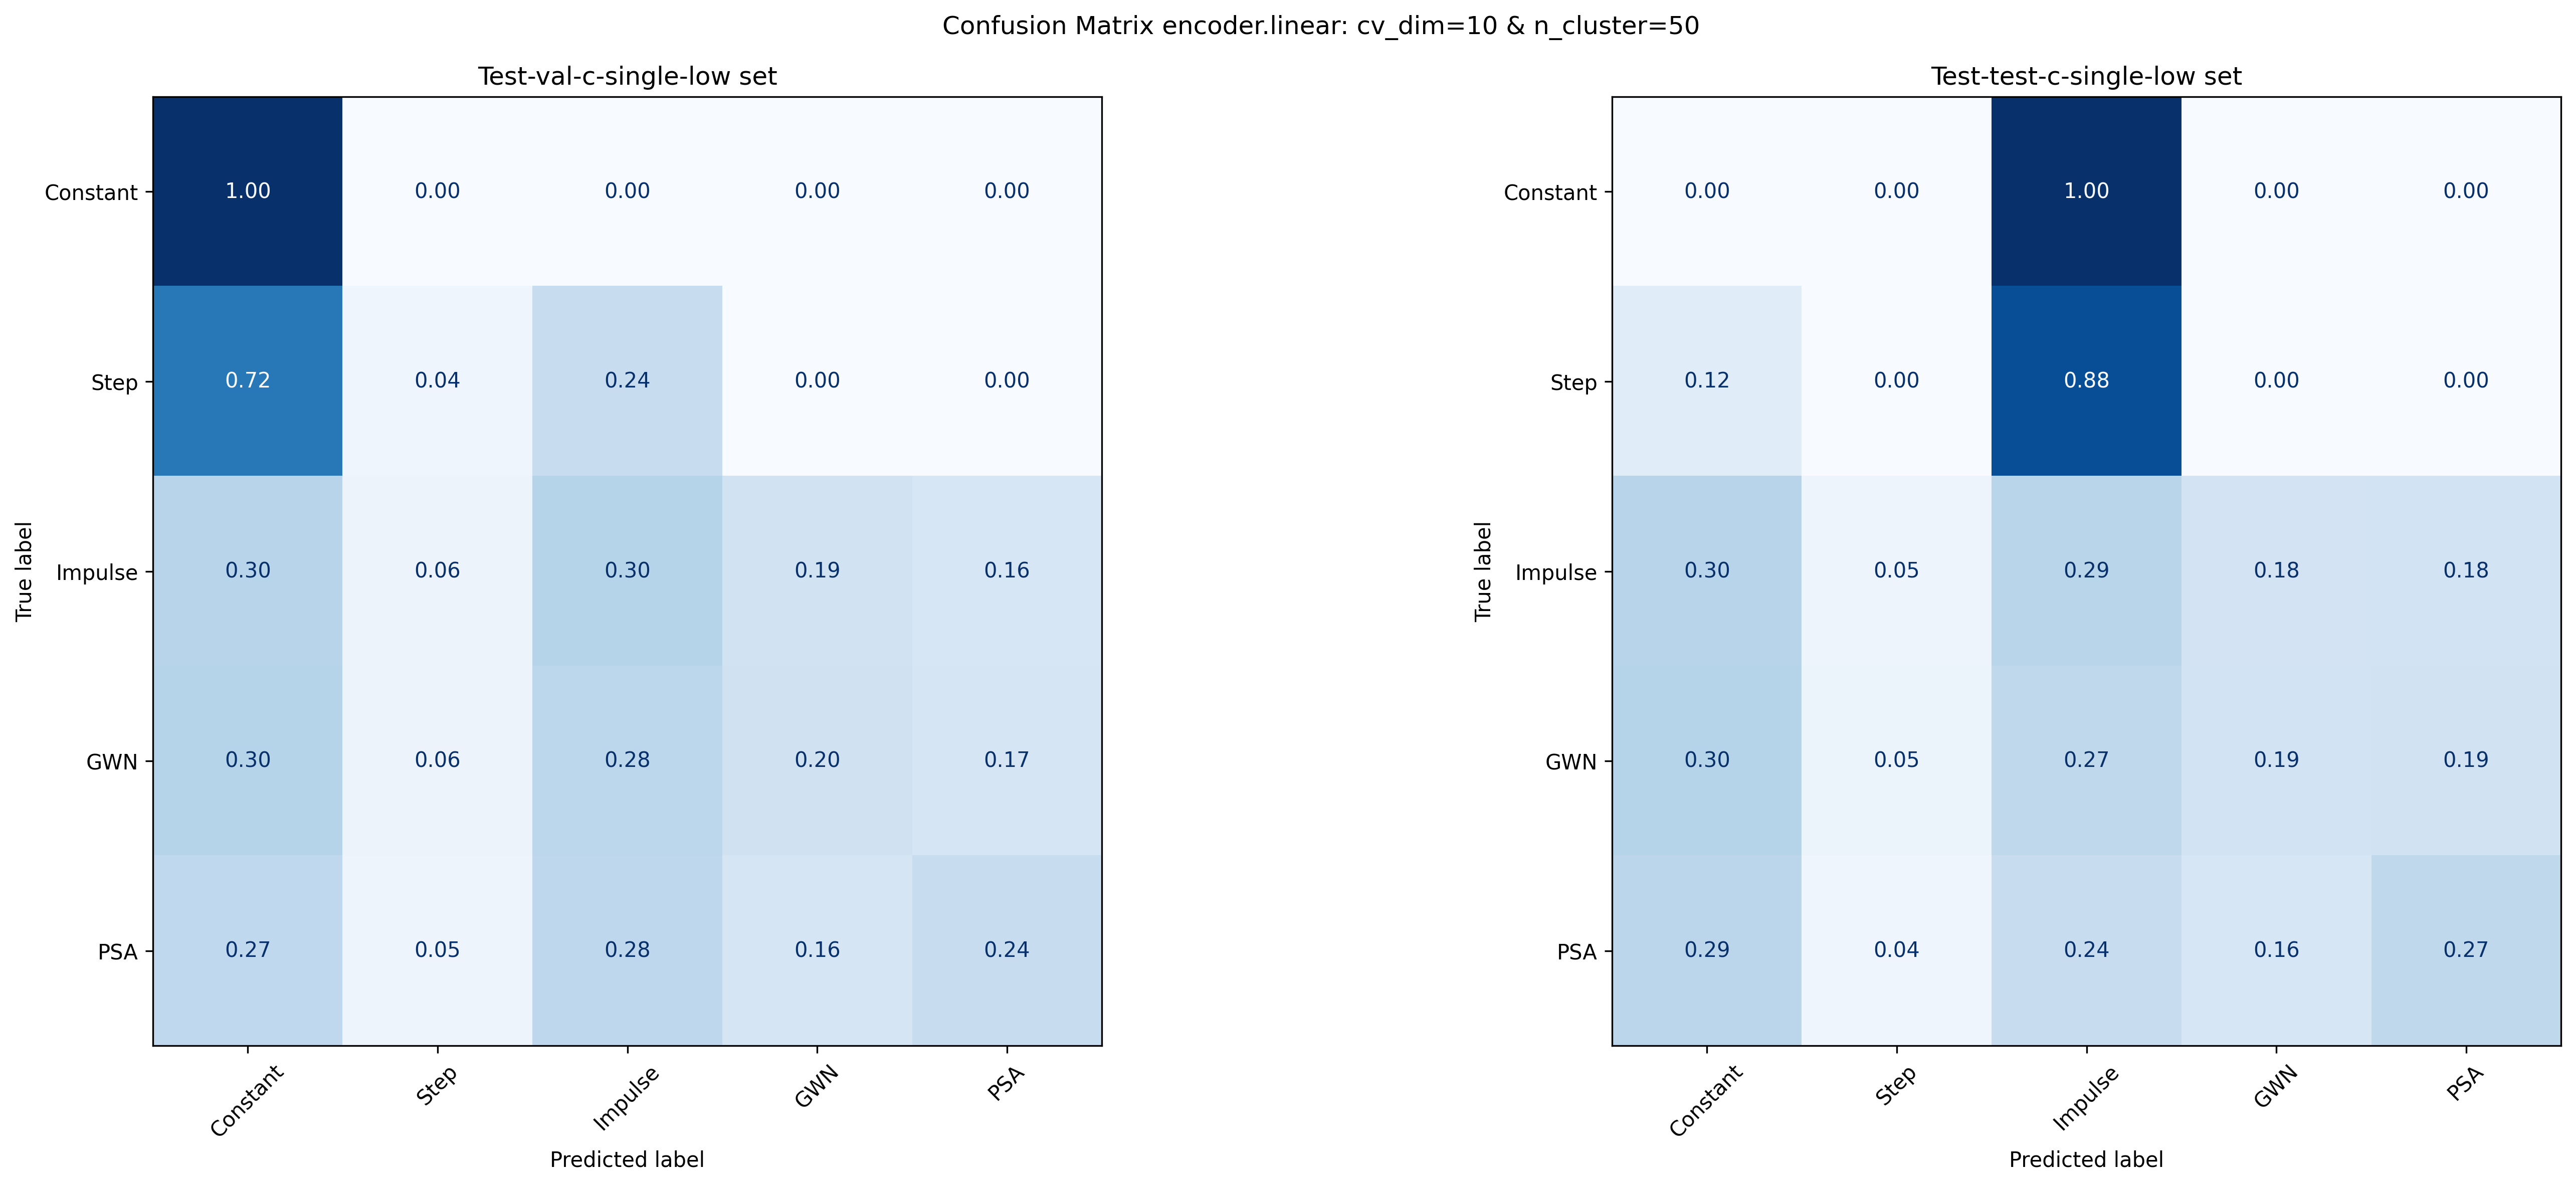 Confusion Matrix encoder.linear: cv_dim=10 & n_cluster=50
Test-val-c-single-low set
True label
Constant 1.00 0.00 0.00 0.00 0.00
Step 0.72 0.04 0.24 0.00 0.00
Impulse 0.30 0.06 0.30 0.19 0.16
GWN 0.30 0.06 0.28 0.20 0.17
PSA 0.27 0.05 0.28 0.16 0.24
Constant Step Impulse GWN PSA
Predicted label
Test-test-c-single-low set
True label
Constant 0.00 0.00 1.00 0.00 0.00
Step 0.12 0.00 0.88 0.00 0.00
Impulse 0.30 0.05 0.29 0.18 0.18
GWN 0.30 0.05 0.27 0.19 0.19
PSA 0.29 0.04 0.24 0.16 0.27
Constant Step Impulse GWN PSA
Predicted label